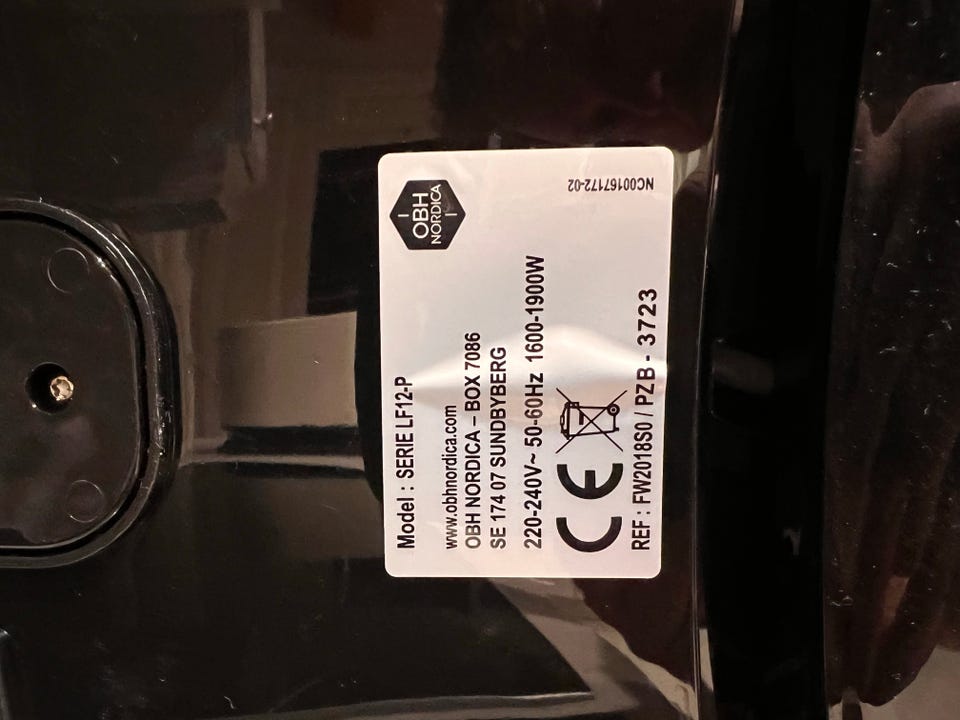 OBH
NORDICA
Model : SERIE LF12-P
www.obhnordica.com
OBH NORDICA – BOX 7086
SE 174 07 SUNDBYBERG
220-240V~ 50-60Hz 1600-1900W
CE
REF : FW2018S0 / PZB - 3723
NC00167172-02